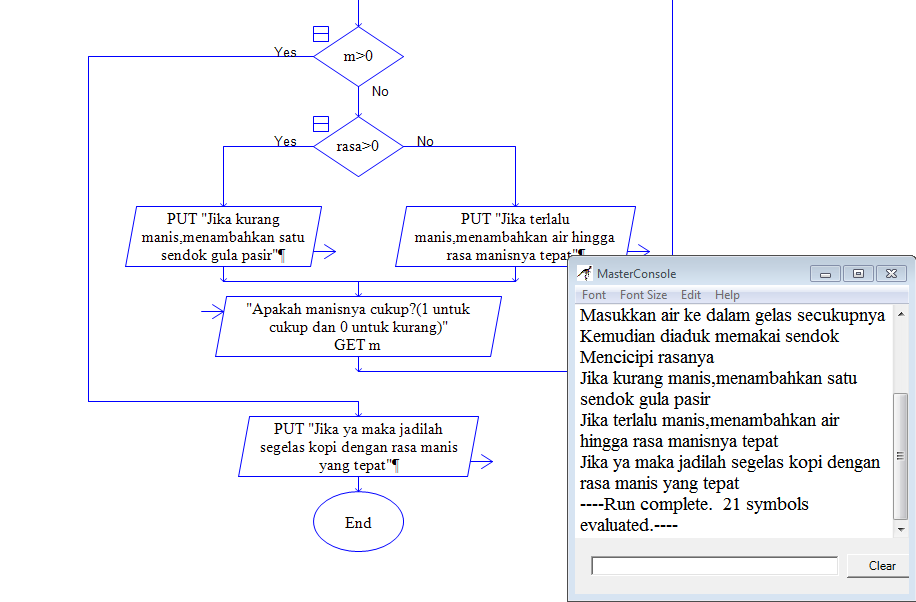 Yes
m>0
No
Yes
rasa>0
No
PUT "Jika kurang
manis,menambahkan satu
sendok gula pasir"¶
PUT "Jika terlalu
manis,menambahkan air hingga
rasa manisnya tepat"¶
"Apakah manisnya cukup?(1 untuk
cukup dan 0 untuk kurang)"
GET m
PUT "Jika ya maka jadilah
segelas kopi dengan rasa manis
yang tepat"¶
End
MasterConsole
Font Font Size Edit Help
Masukkan air ke dalam gelas secukupnya
Kemudian diaduk memakai sendok
Mencicipi rasanya
Jika kurang manis,menambahkan satu
sendok gula pasir
Jika terlalu manis,menambahkan air
hingga rasa manisnya tepat
Jika ya maka jadilah segelas kopi dengan
rasa manis yang tepat
----Run complete.  21 symbols
evaluated.----
Clear